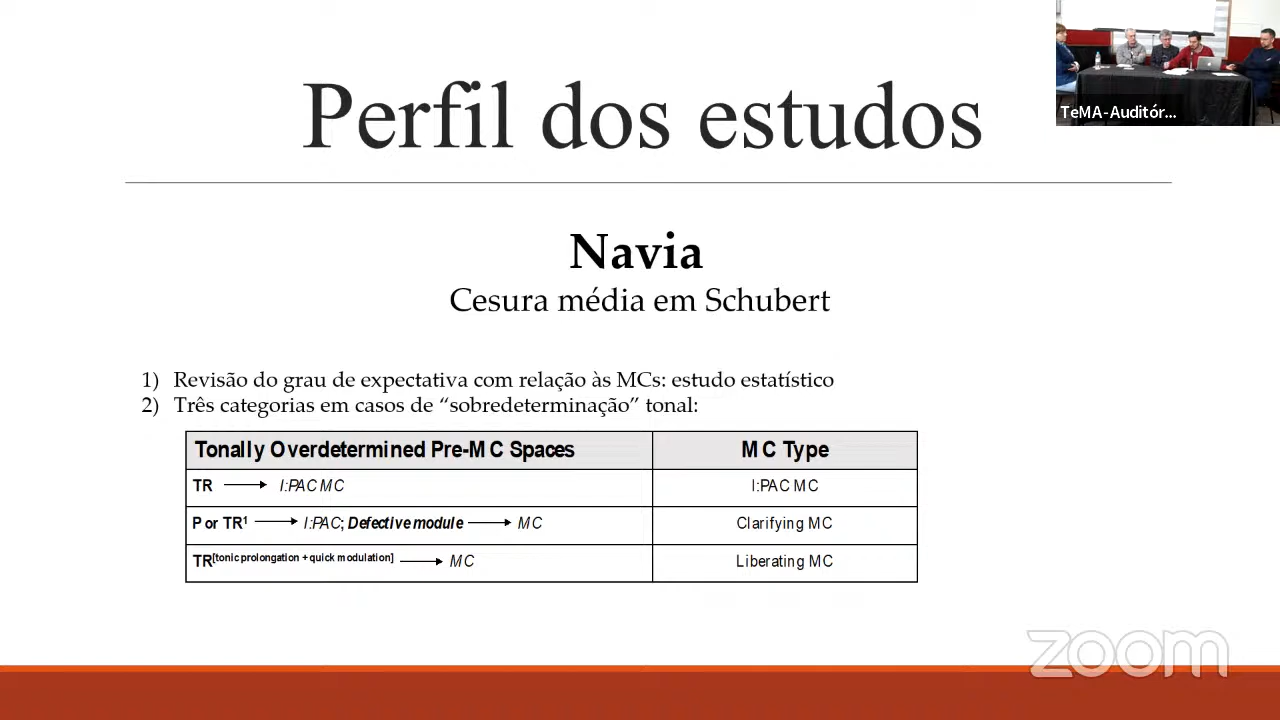 Perfil dos estudos
TeMA-Auditór...
Navia
Cesura média em Schubert
1) Revisão do grau de expectativa com relação às MCs: estudo estatístico
2) Três categorias em casos de “sobredeterminação” tonal:
Tonally Overdetermined Pre-MC Spaces MC Type
TR ⟶ I:PAC MC I:PAC MC
P or TR¹ ⟶ I:PAC; Defective module ⟶ MC Clarifying MC
TR[tonic prolongation + quick modulation] ⟶ MC Liberating MC
zoom